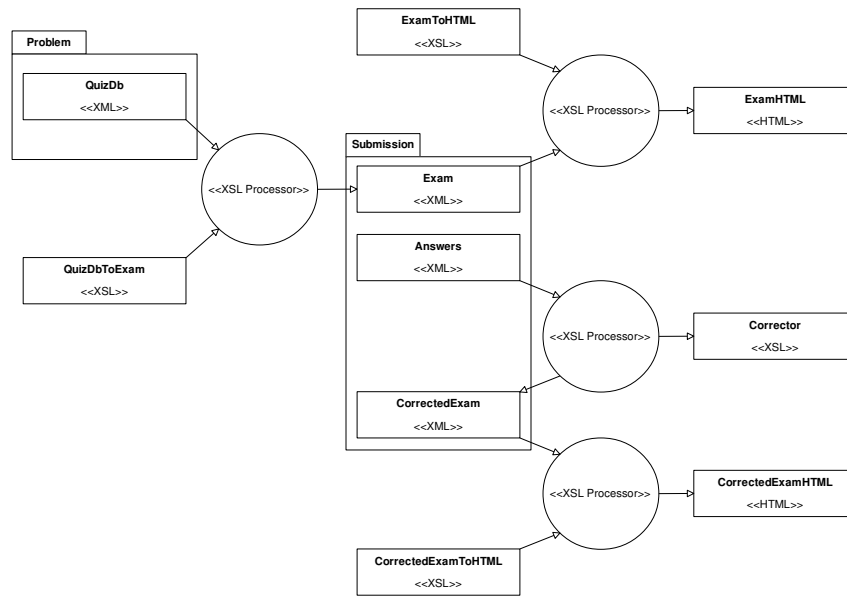 Problem
QuizDb
<<XML>>
QuizDbToExam
<<XSL>>
<<XSL Processor>>
Submission
Exam
<<XML>>
Answers
<<XML>>
CorrectedExam
<<XML>>
ExamToHTML
<<XSL>>
<<XSL Processor>>
ExamHTML
<<HTML>>
<<XSL Processor>>
Corrector
<<XSL>>
<<XSL Processor>>
CorrectedExamHTML
<<HTML>>
CorrectedExamToHTML
<<XSL>>